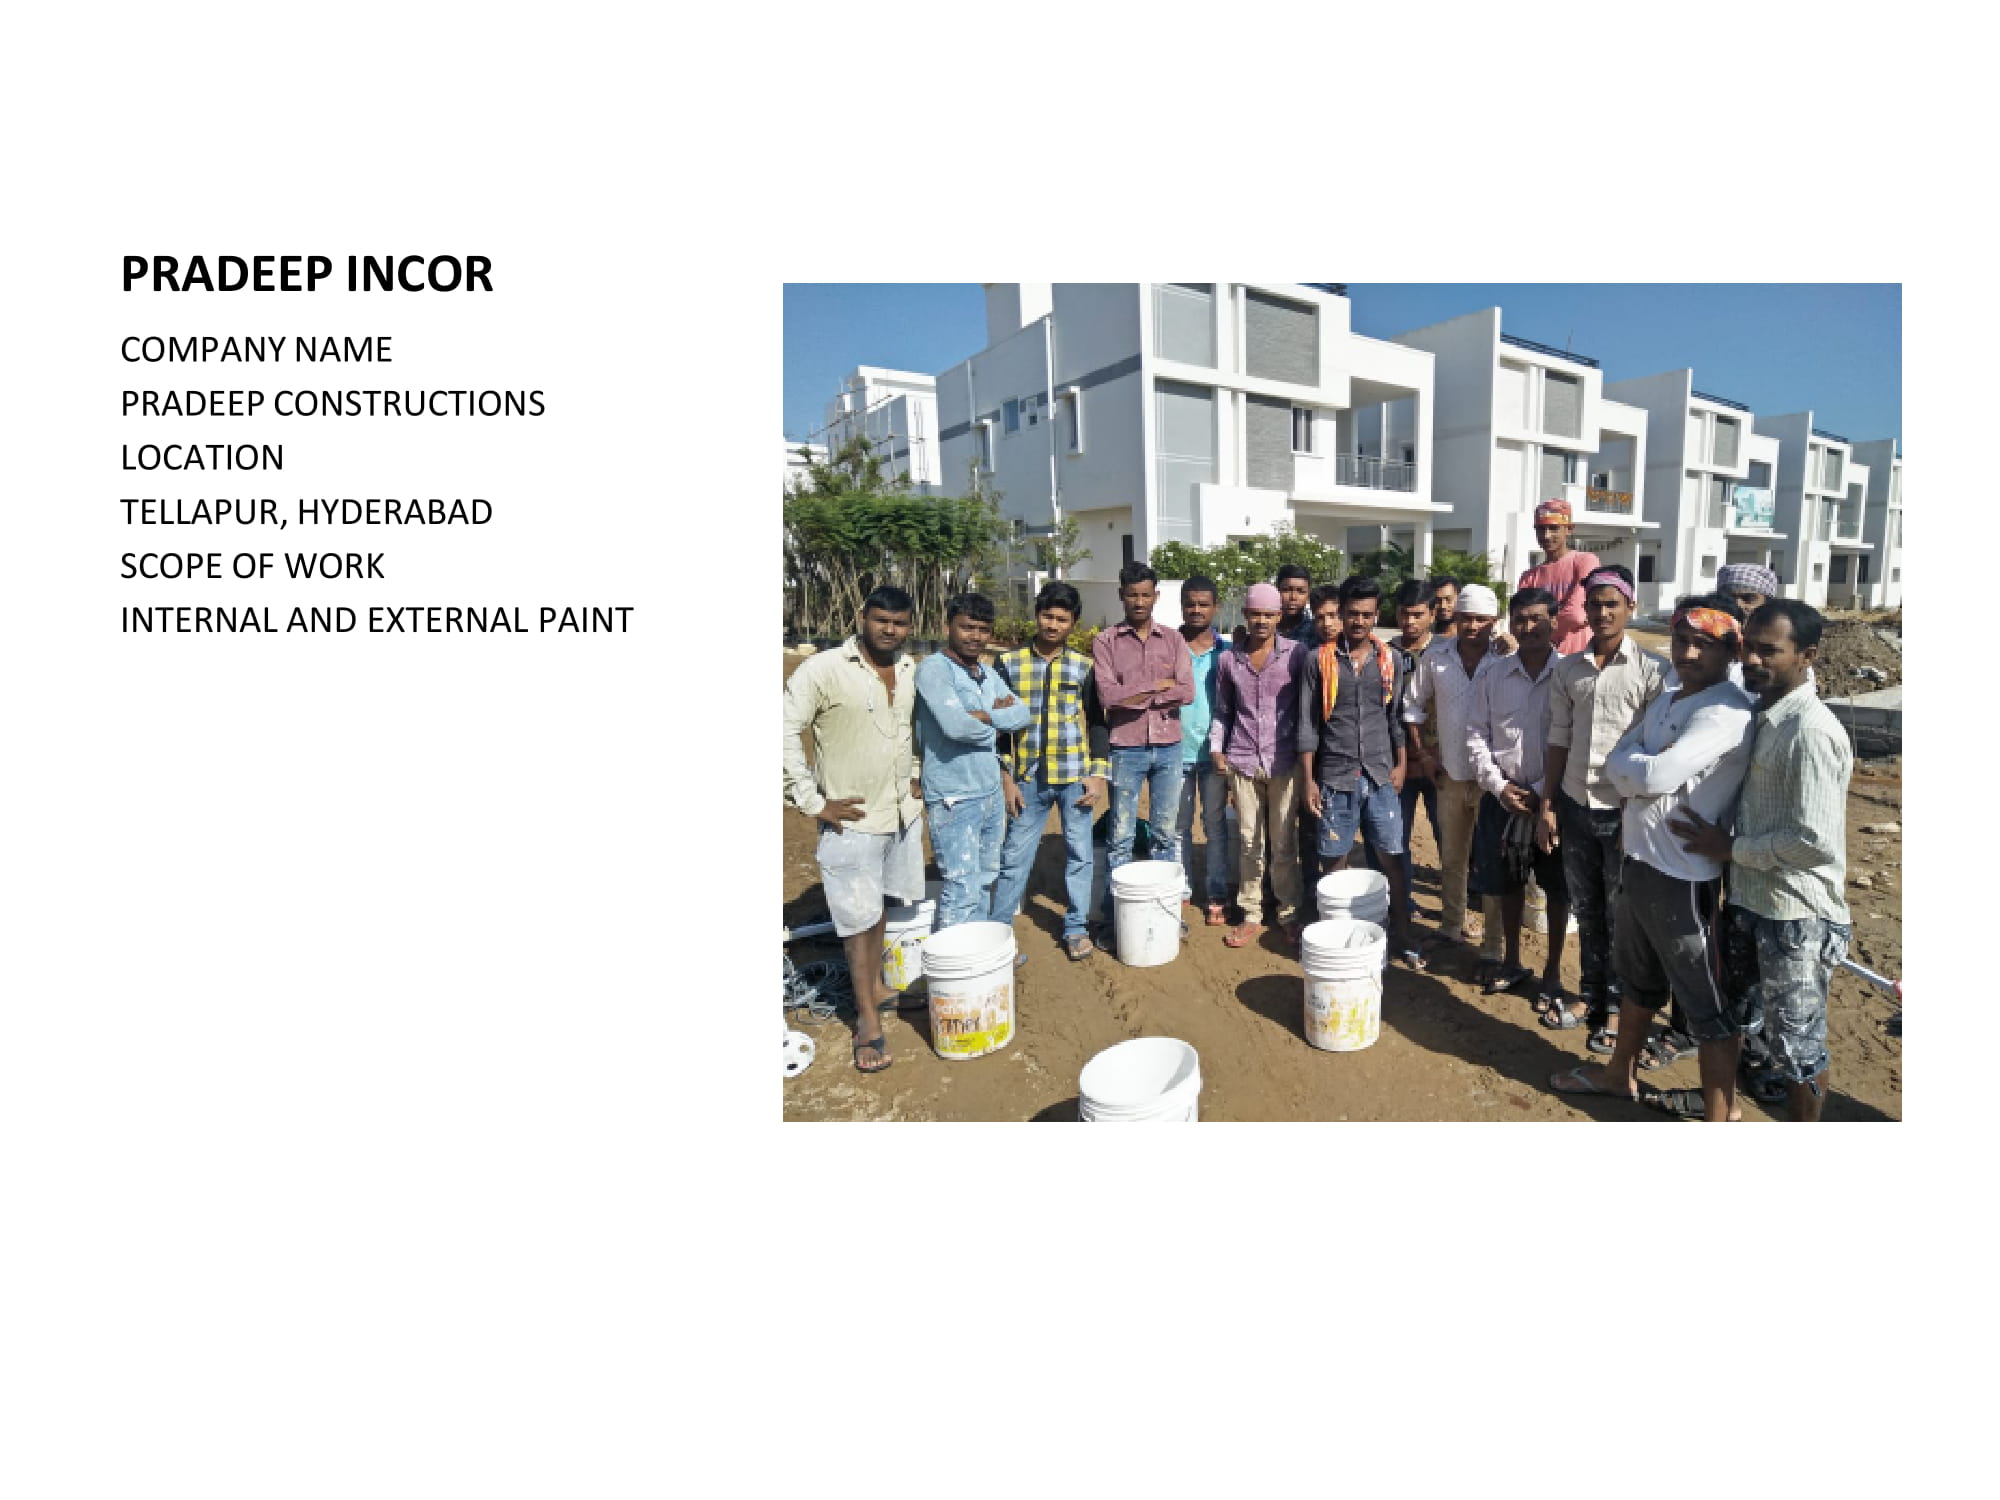 PRADEEP INCOR
COMPANY NAME
PRADEEP CONSTRUCTIONS
LOCATION
TELLAPUR, HYDERABAD
SCOPE OF WORK
INTERNAL AND EXTERNAL PAINT